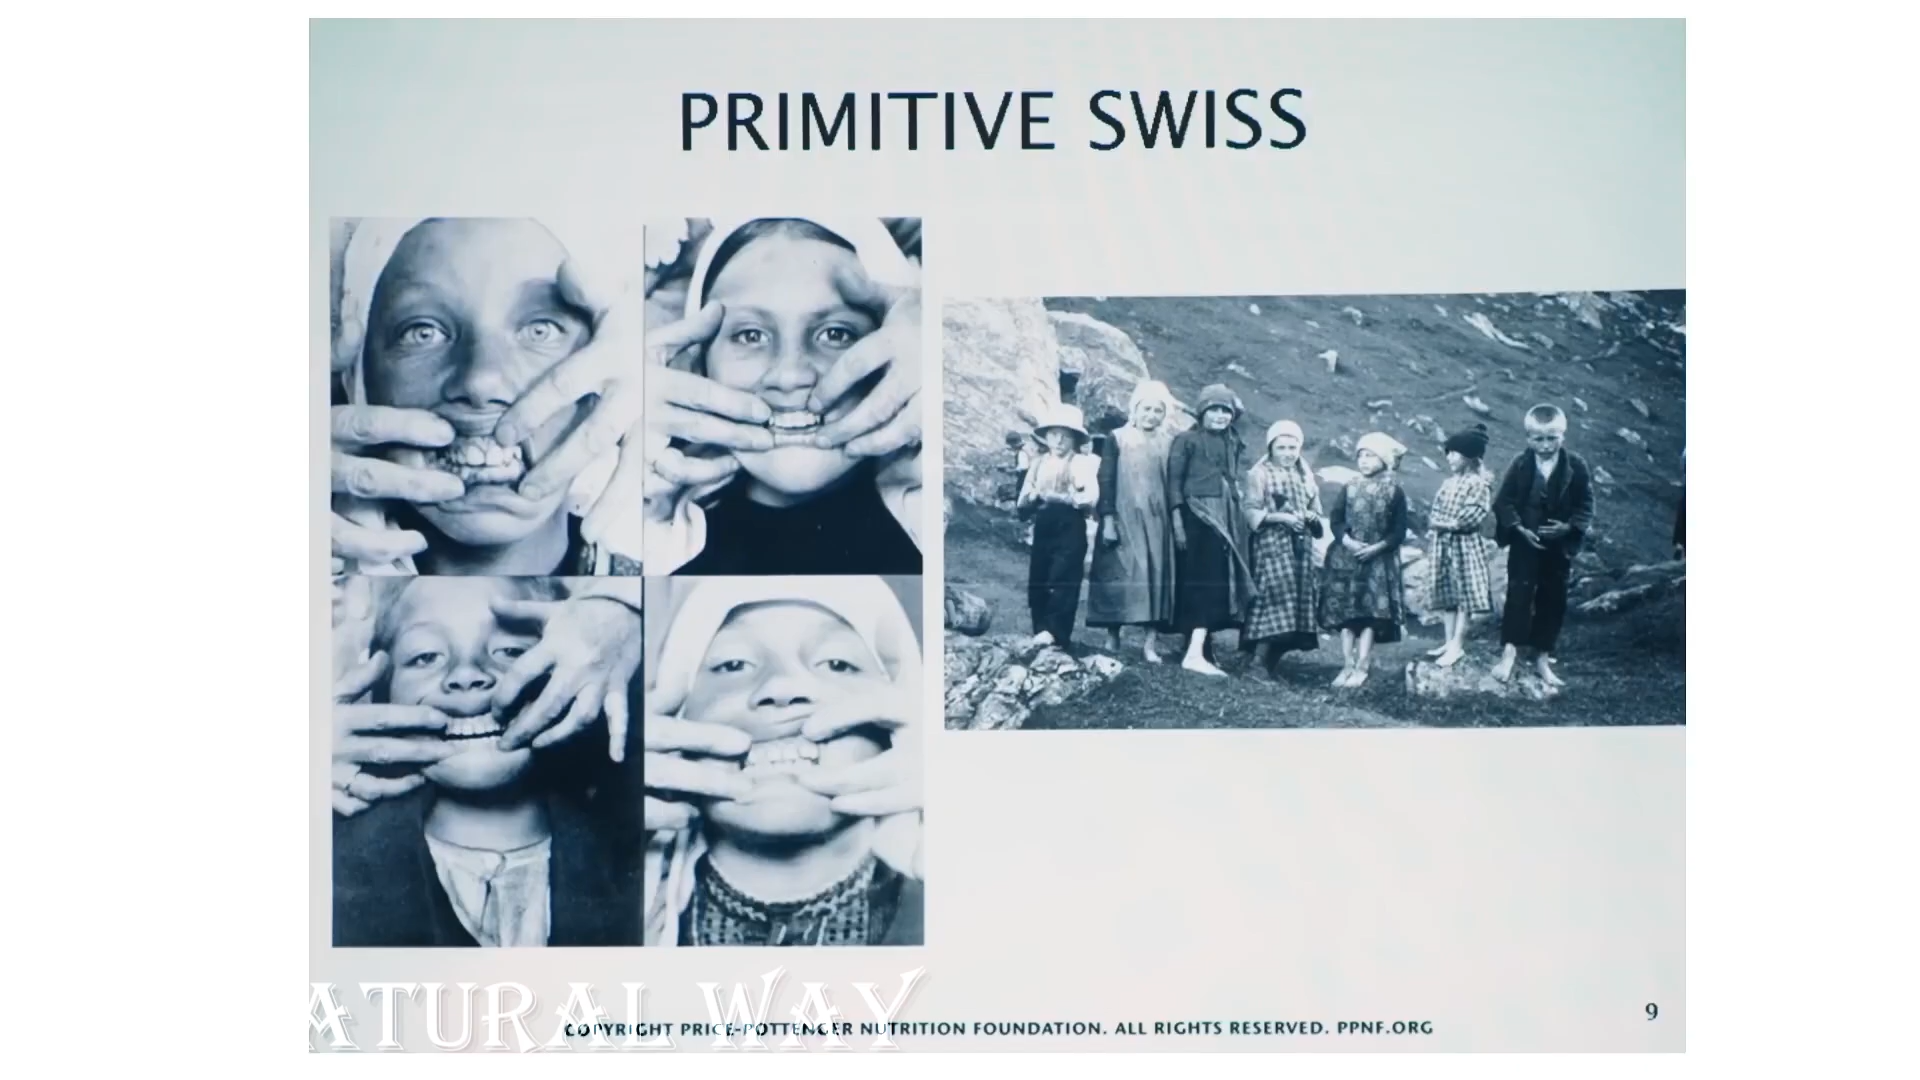 PRIMITIVE SWISS
ATURAL WAY
COPYRIGHT PRICE-POTTENGER NUTRITION FOUNDATION. ALL RIGHTS RESERVED. PPNF.ORG
9